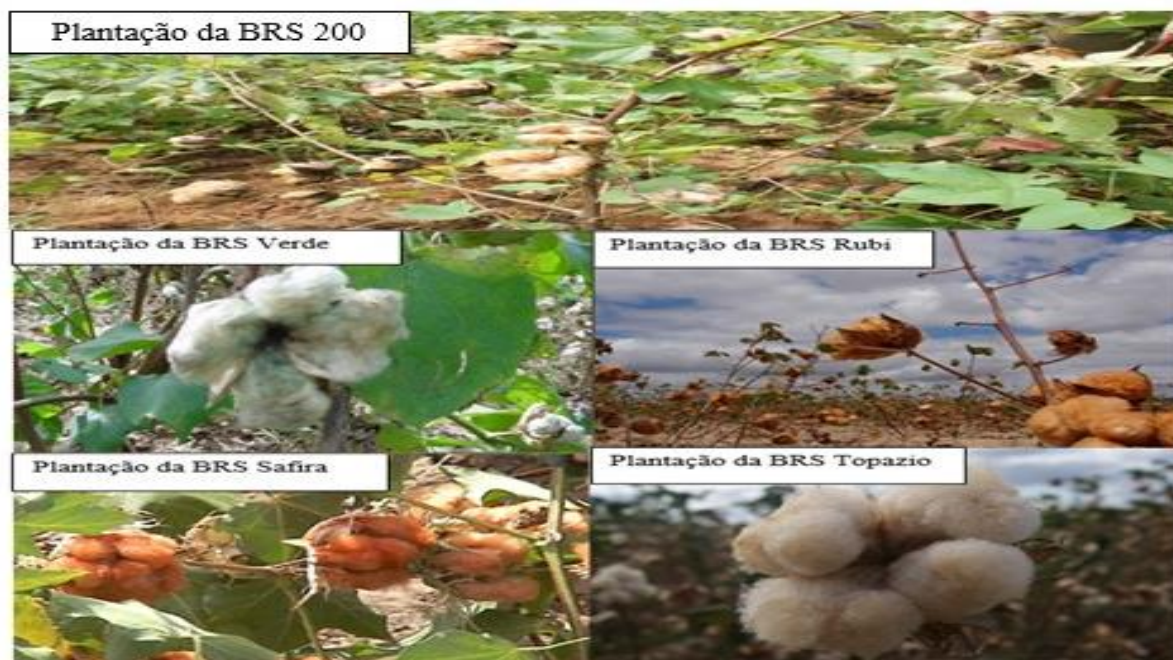 Plantação da BRS 200
Plantação da BRS Verde
Plantação da BRS Rubi
Plantação da BRS Safira
Plantação da BRS Topazio